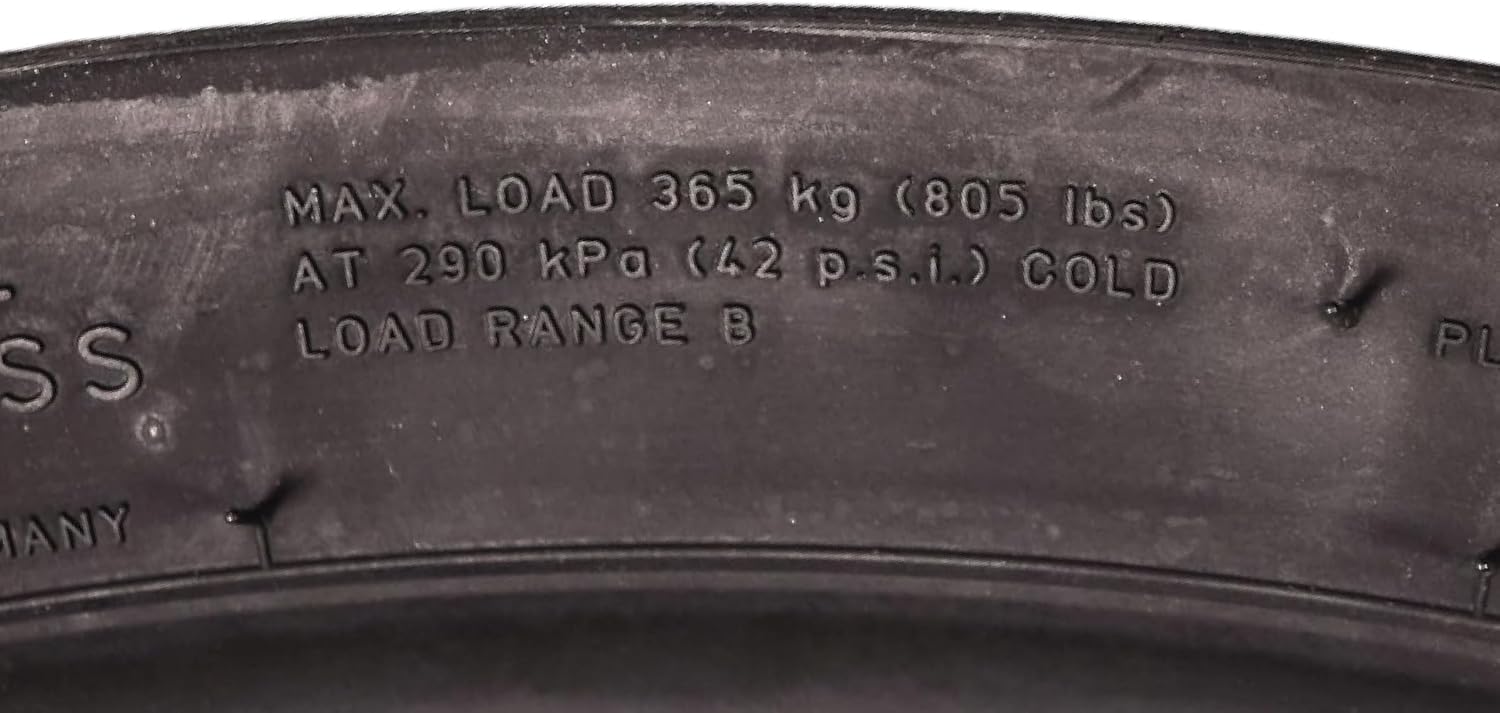 MAX. LOAD 365 kg (805 lbs)
AT 290 kPa (42 p.s.i.) COLD
LOAD RANGE B